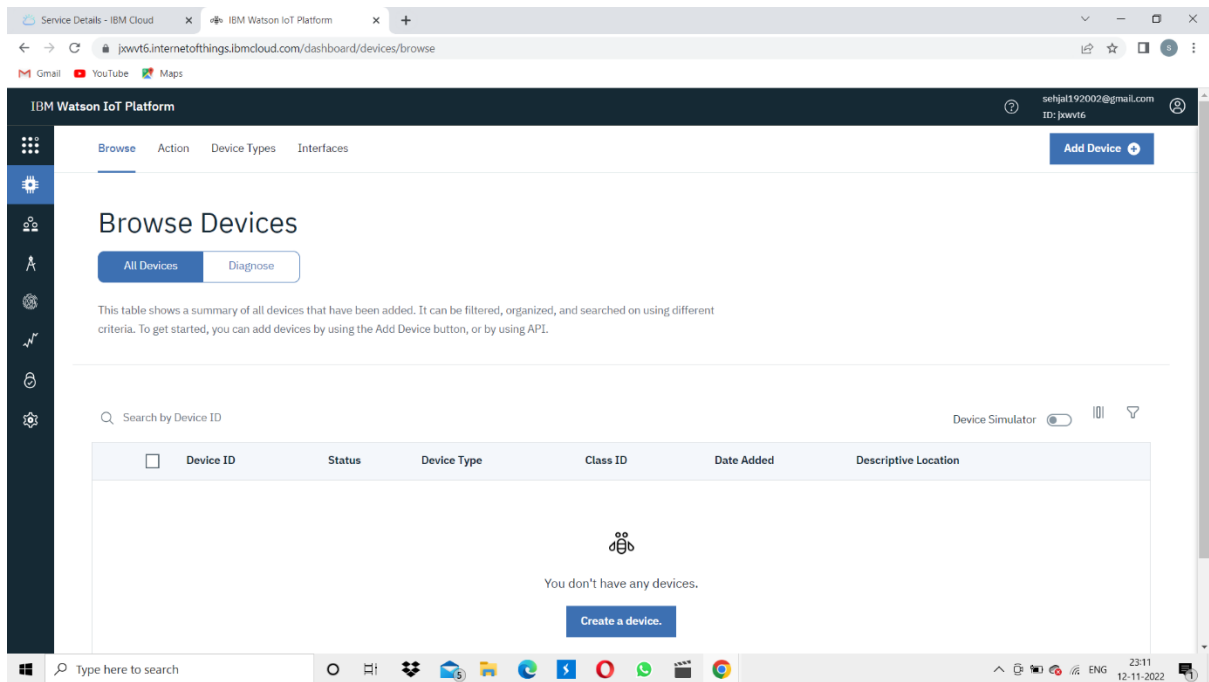 Service Details - IBM Cloud
IBM Watson IoT Platform
jxwvt6.internetofthings.ibmcloud.com/dashboard/devices/browse
S
Gmail YouTube Maps
IBM Watson IoT Platform
sehjal192002@gmail.com
ID: jxwvt6
Browse Action Device Types Interfaces
Add Device
Browse Devices
All Devices Diagnose
This table shows a summary of all devices that have been added. It can be filtered, organized, and searched on using different
criteria. To get started, you can add devices by using the Add Device button, or by using API.
Search by Device ID
Device Simulator
Device ID Status Device Type Class ID Date Added Descriptive Location
You don't have any devices.
Create a device.
Type here to search
5
ENG
23:11
12-11-2022
1